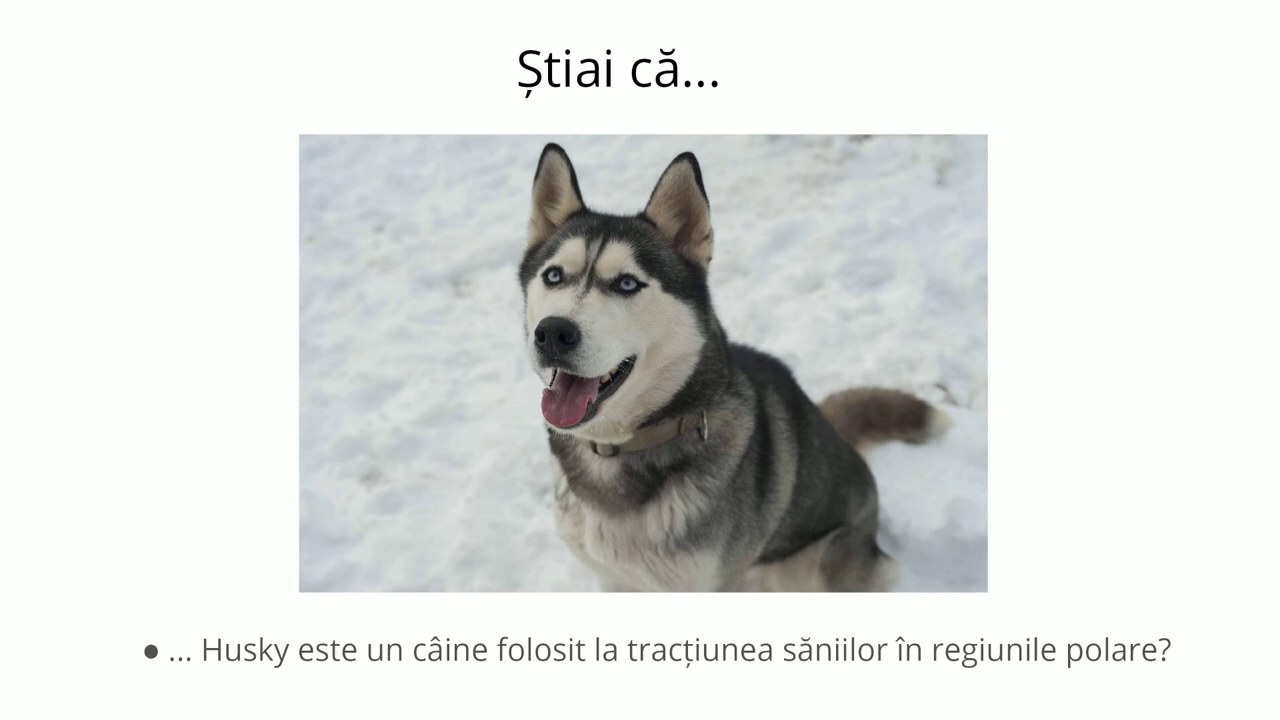 Știai că...
● ... Husky este un câine folosit la tracțiunea săniilor în regiunile polare?